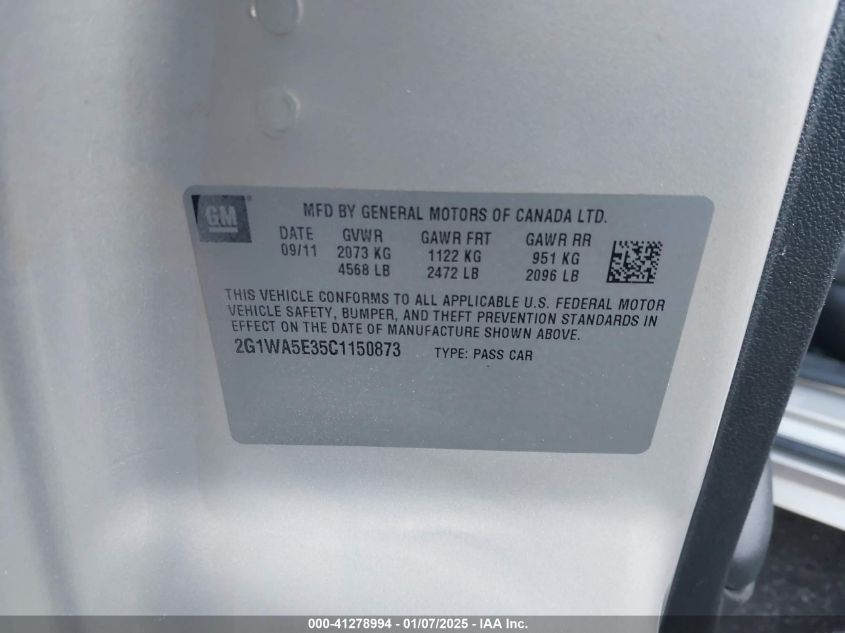 GM
MFD BY GENERAL MOTORS OF CANADA LTD.
DATE GVWR GAWR FRT GAWR RR
09/11 2073 KG 1122 KG 951 KG
4568 LB 2472 LB 2096 LB
THIS VEHICLE CONFORMS TO ALL APPLICABLE U.S. FEDERAL MOTOR
VEHICLE SAFETY, BUMPER, AND THEFT PREVENTION STANDARDS IN
EFFECT ON THE DATE OF MANUFACTURE SHOWN ABOVE.
2G1WA5E35C1150873 TYPE: PASS CAR
000-41278994 - 01/07/2025 - IAA Inc.